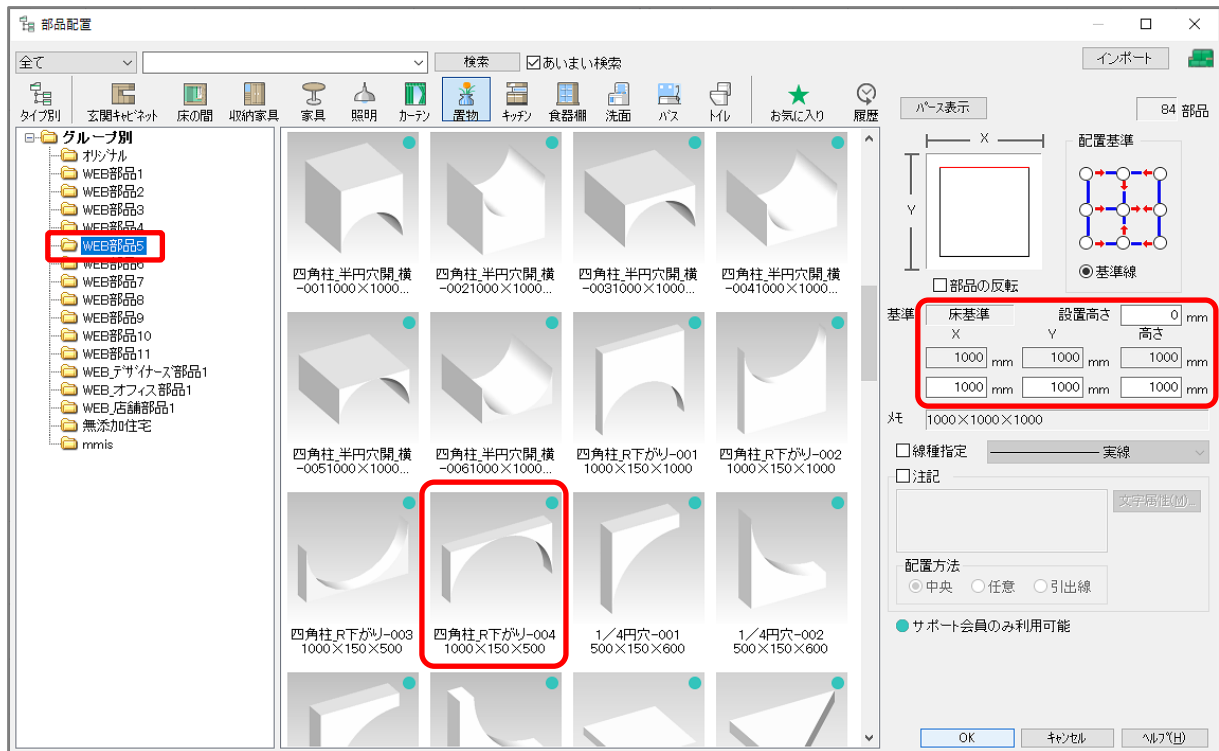 部品配置
全て
検索
あいまい検索
インポート
タイプ別
玄関キャビネット
床の間
収納家具
家具
照明
カーテン
置物
キッチン
食器棚
洗面
バス
トイレ
お気に入り
履歴
パース表示
84 部品
グループ別
オリジナル
WEB部品1
WEB部品2
WEB部品3
WEB部品4
WEB部品5
WEB部品6
WEB部品7
WEB部品8
WEB部品9
WEB部品10
WEB部品11
WEB_デザイナーズ部品1
WEB_オフィス部品1
WEB_店舗部品1
無添加住宅
mmis
四角柱_半円穴開_横
-0011000×1000...
四角柱_半円穴開_横
-0021000×1000...
四角柱_半円穴開_横
-0031000×1000...
四角柱_半円穴開_横
-0041000×1000...
四角柱_半円穴開_横
-0051000×1000...
四角柱_半円穴開_横
-0061000×1000...
四角柱_R下がり-001
1000×150×1000
四角柱_R下がり-002
1000×150×1000
四角柱_R下がり-003
1000×150×500
四角柱_R下がり-004
1000×150×500
1／4円穴-001
500×150×600
1／4円穴-002
500×150×600
X
Y
配置基準
基準線
部品の反転
基準 床基準 設置高さ 0 mm
X Y 高さ
1000 mm 1000 mm 1000 mm
1000 mm 1000 mm 1000 mm
メモ 1000×1000×1000
線種指定 実線
注記
文字属性(M)...
配置方法
中央 任意 引出線
サポート会員のみ利用可能
OK キャンセル ヘルプ(H)